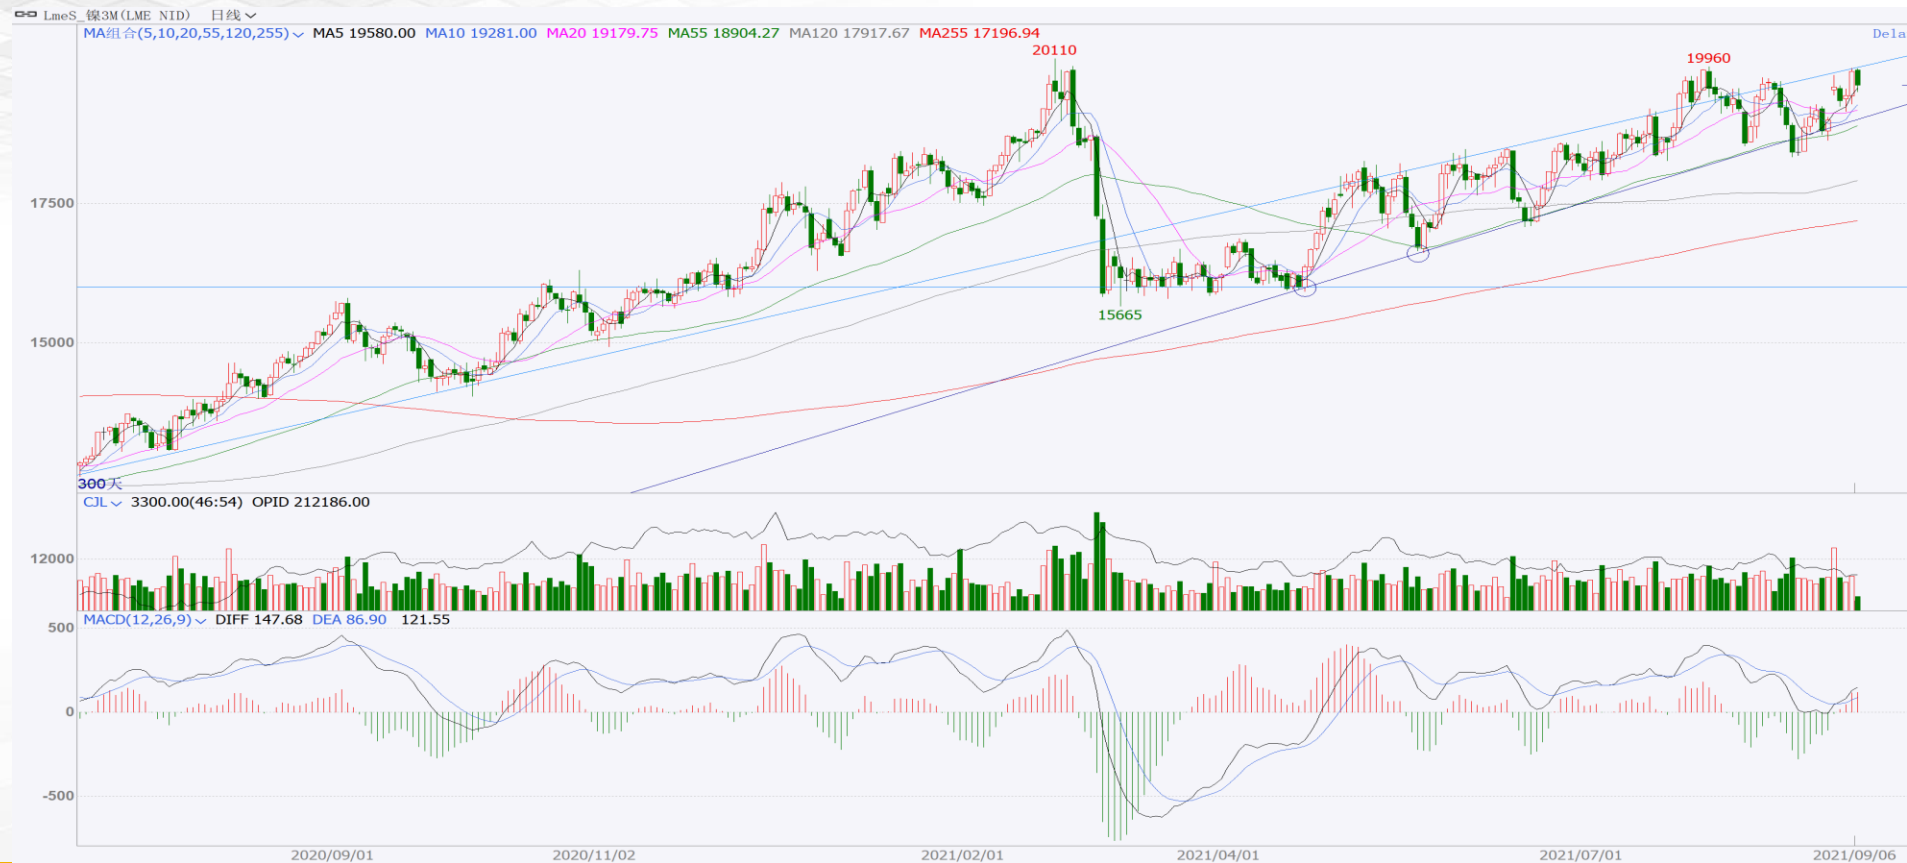 LmeS_镍3M(LME NID) 日线
MA组合(5,10,20,55,120,255) MA5 19580.00 MA10 19281.00 MA20 19179.75 MA55 18904.27 MA120 17917.67 MA255 17196.94
Dela
20110
19960
17500
15665
15000
300天
CJL 3300.00(46:54) OPID 212186.00
12000
MACD(12,26,9) DIFF 147.68 DEA 86.90 121.55
500
0
-500
2020/09/01 2020/11/02 2021/02/01 2021/04/01 2021/07/01 2021/09/06